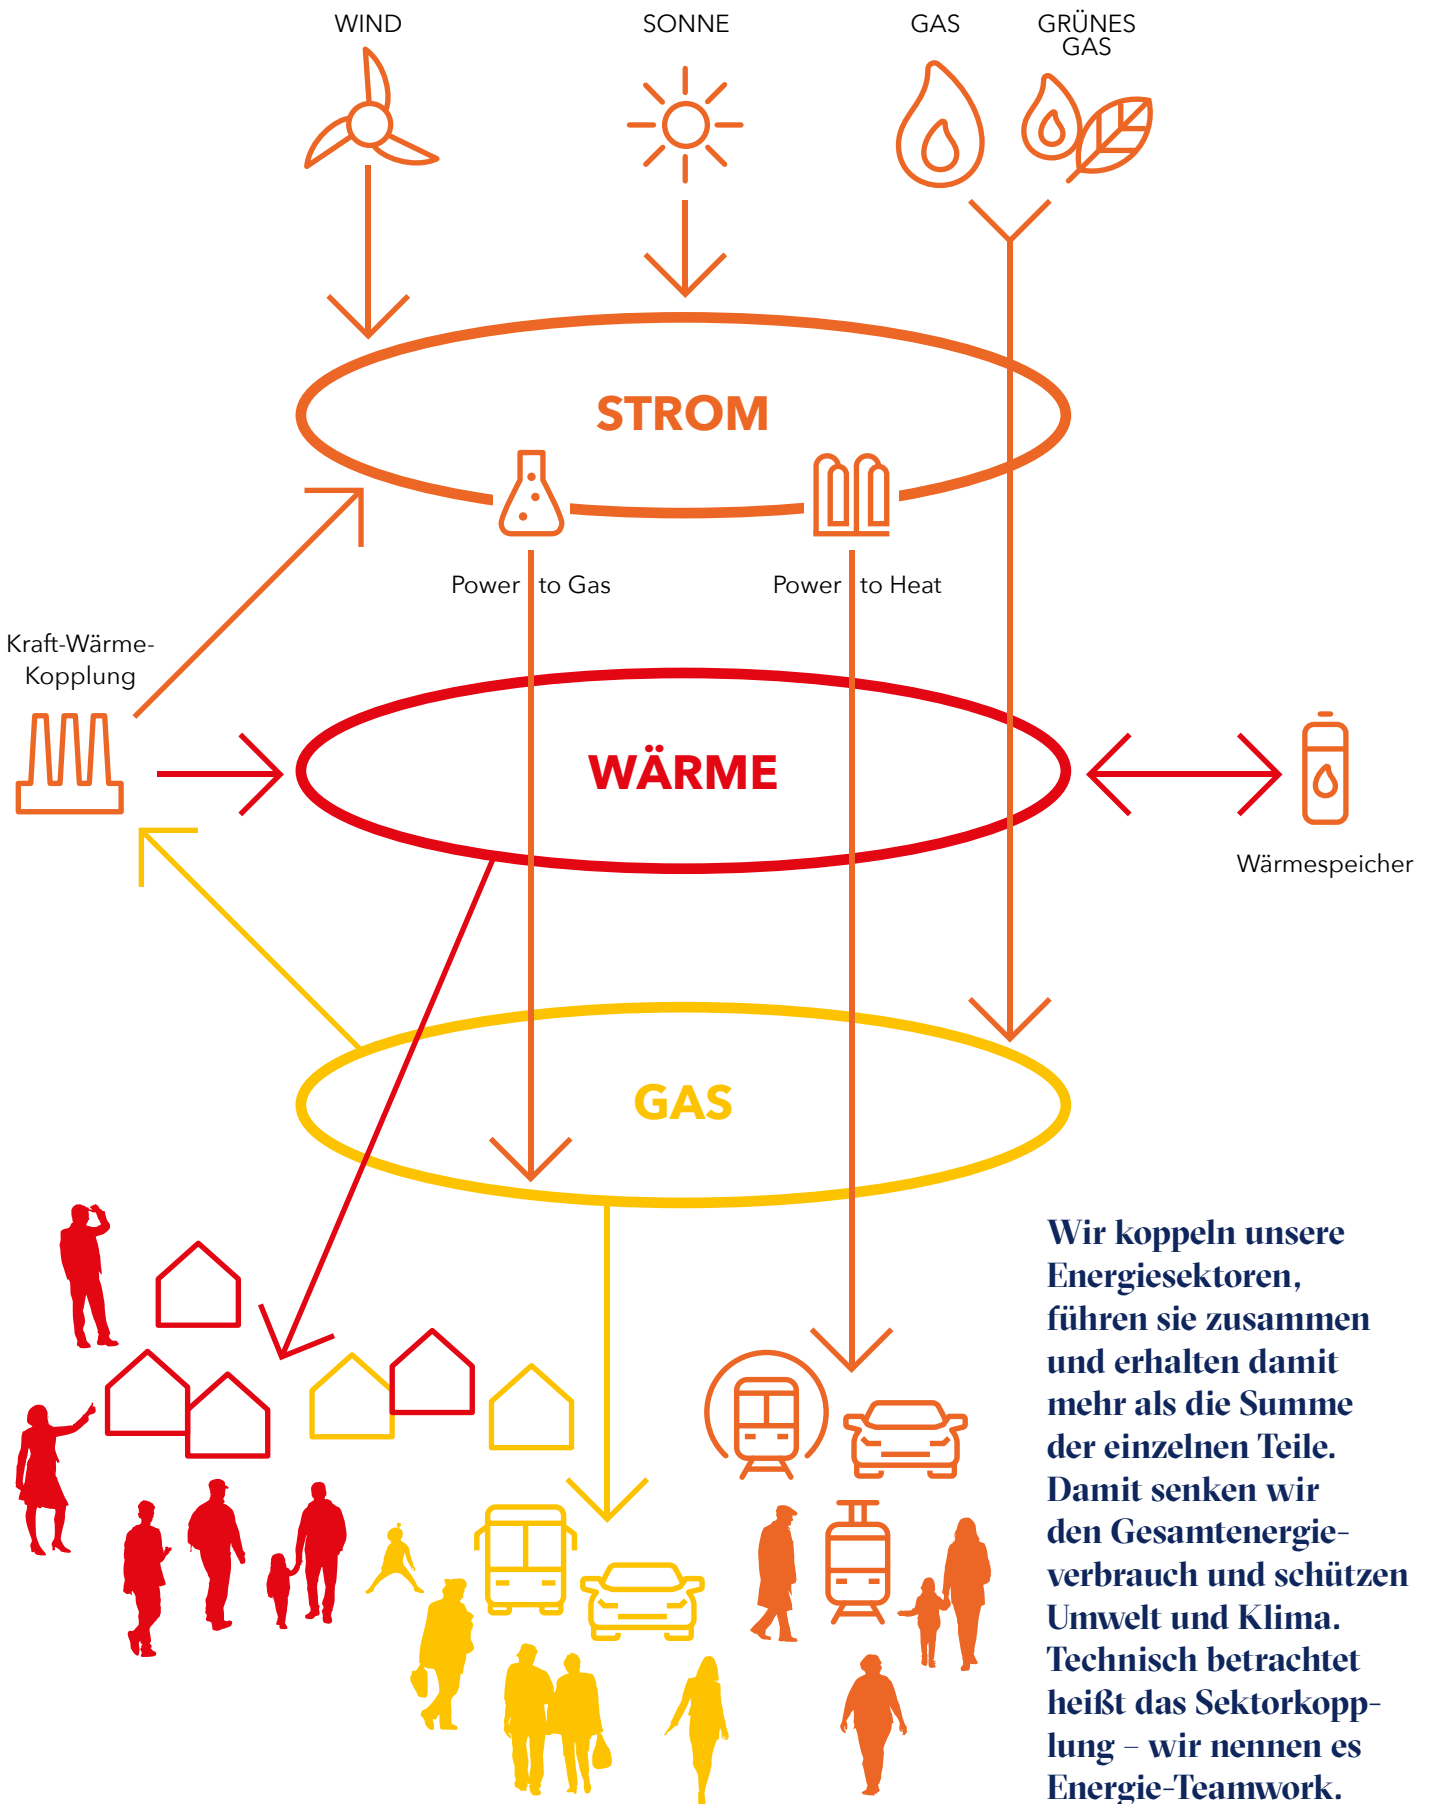 WIND
SONNE
GAS
GRÜNES
GAS
STROM
Power to Gas
Power to Heat
Kraft-Wärme-
Kopplung
WÄRME
Wärmespeicher
GAS
Wir koppeln unsere
Energiesektoren,
führen sie zusammen
und erhalten damit
mehr als die Summe
der einzelnen Teile.
Damit senken wir
den Gesamtenergie-
verbrauch und schützen
Umwelt und Klima.
Technisch betrachtet
heißt das Sektorkopp-
lung – wir nennen es
Energie-Teamwork.